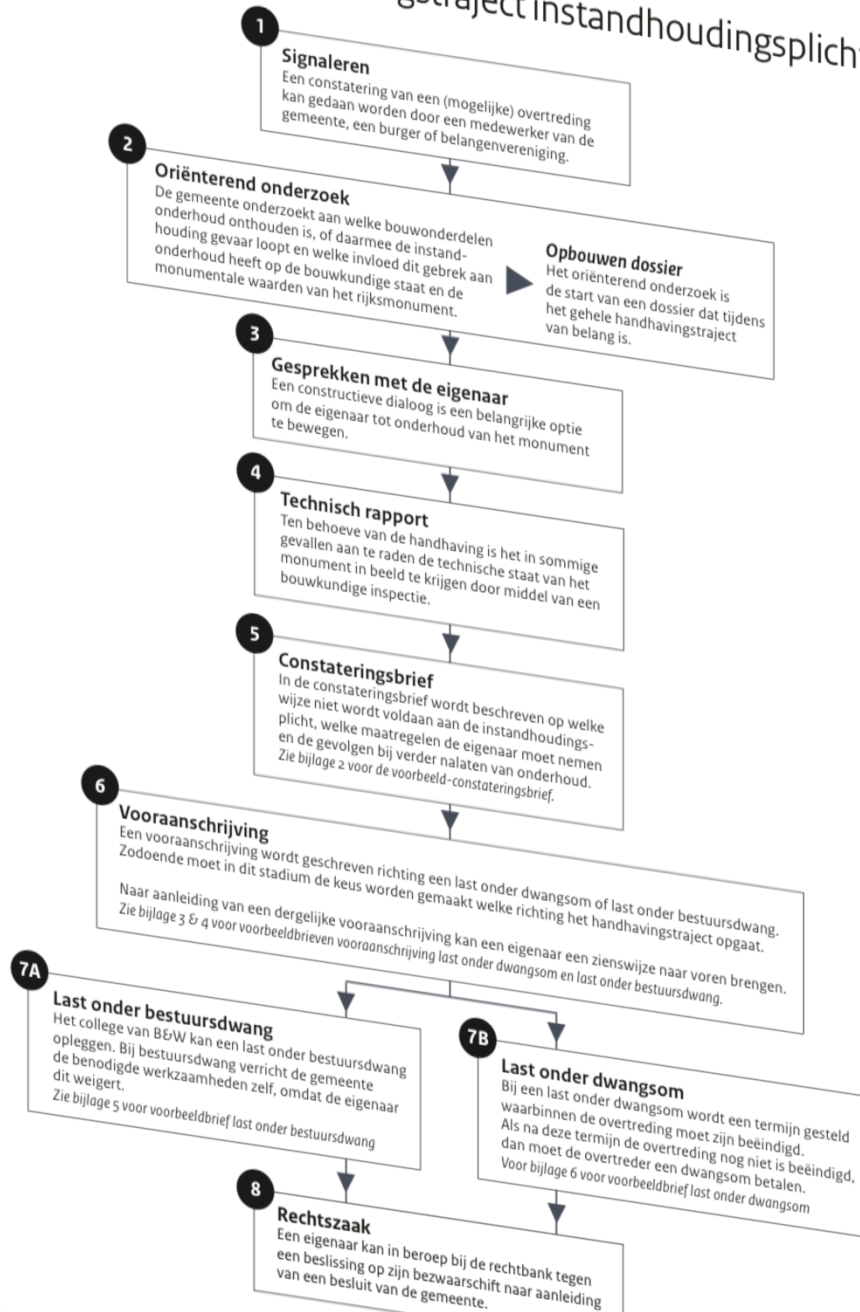 instandhoudingsplicht
1
Signaleren
Een constatering van een (mogelijke) overtreding
kan gedaan worden door een medewerker van de
gemeente, een burger of belangenvereniging.
2
Oriënterend onderzoek
De gemeente onderzoekt aan welke bouwonderdelen
onderhoud onthouden is, of daarmee de instand-
houding gevaar loopt en welke invloed dit gebrek aan
onderhoud heeft op de bouwkundige staat en de
monumentale waarden van het rijksmonument.
Opbouwen dossier
Het oriënterend onderzoek is
de start van een dossier dat tijdens
het gehele handhavingstraject
van belang is.
3
Gesprekken met de eigenaar
Een constructieve dialoog is een belangrijke optie
om de eigenaar tot onderhoud van het monument
te bewegen.
4
Technisch rapport
Ten behoeve van de handhaving is het in sommige
gevallen aan te raden de technische staat van het
monument in beeld te krijgen door middel van een
bouwkundige inspectie.
5
Constateringsbrief
In de constateringsbrief wordt beschreven op welke
wijze niet wordt voldaan aan de instandhoudings-
plicht, welke maatregelen de eigenaar moet nemen
en de gevolgen bij verder nalaten van onderhoud.
Zie bijlage 2 voor de voorbeeld-constateringsbrief.
6
Vooraanschrijving
Een vooraanschrijving wordt geschreven richting een last onder dwangsom of last onder bestuursdwang.
Zodoende moet in dit stadium de keus worden gemaakt welke richting het handhavingstraject opgaat.
Naar aanleiding van een dergelijke vooraanschrijving kan een eigenaar een zienswijze naar voren brengen.
Zie bijlage 3 & 4 voor voorbeeldbrieven vooraanschrijving last onder dwangsom en last onder bestuursdwang.
7A
Last onder bestuursdwang
Het college van B&W kan een last onder bestuursdwang
opleggen. Bij bestuursdwang verricht de gemeente
de benodigde werkzaamheden zelf, omdat de eigenaar
dit weigert.
Zie bijlage 5 voor voorbeeldbrief last onder bestuursdwang
7B
Last onder dwangsom
Bij een last onder dwangsom wordt een termijn gesteld
waarbinnen de overtreding moet zijn beëindigd.
Als na deze termijn de overtreding nog niet is beëindigd,
dan moet de overtreder een dwangsom betalen.
Voor bijlage 6 voor voorbeeldbrief last onder dwangsom
8
Rechtszaak
Een eigenaar kan in beroep bij de rechtbank tegen
een beslissing op zijn bezwaarschift naar aanleiding
van een besluit van de gemeente.